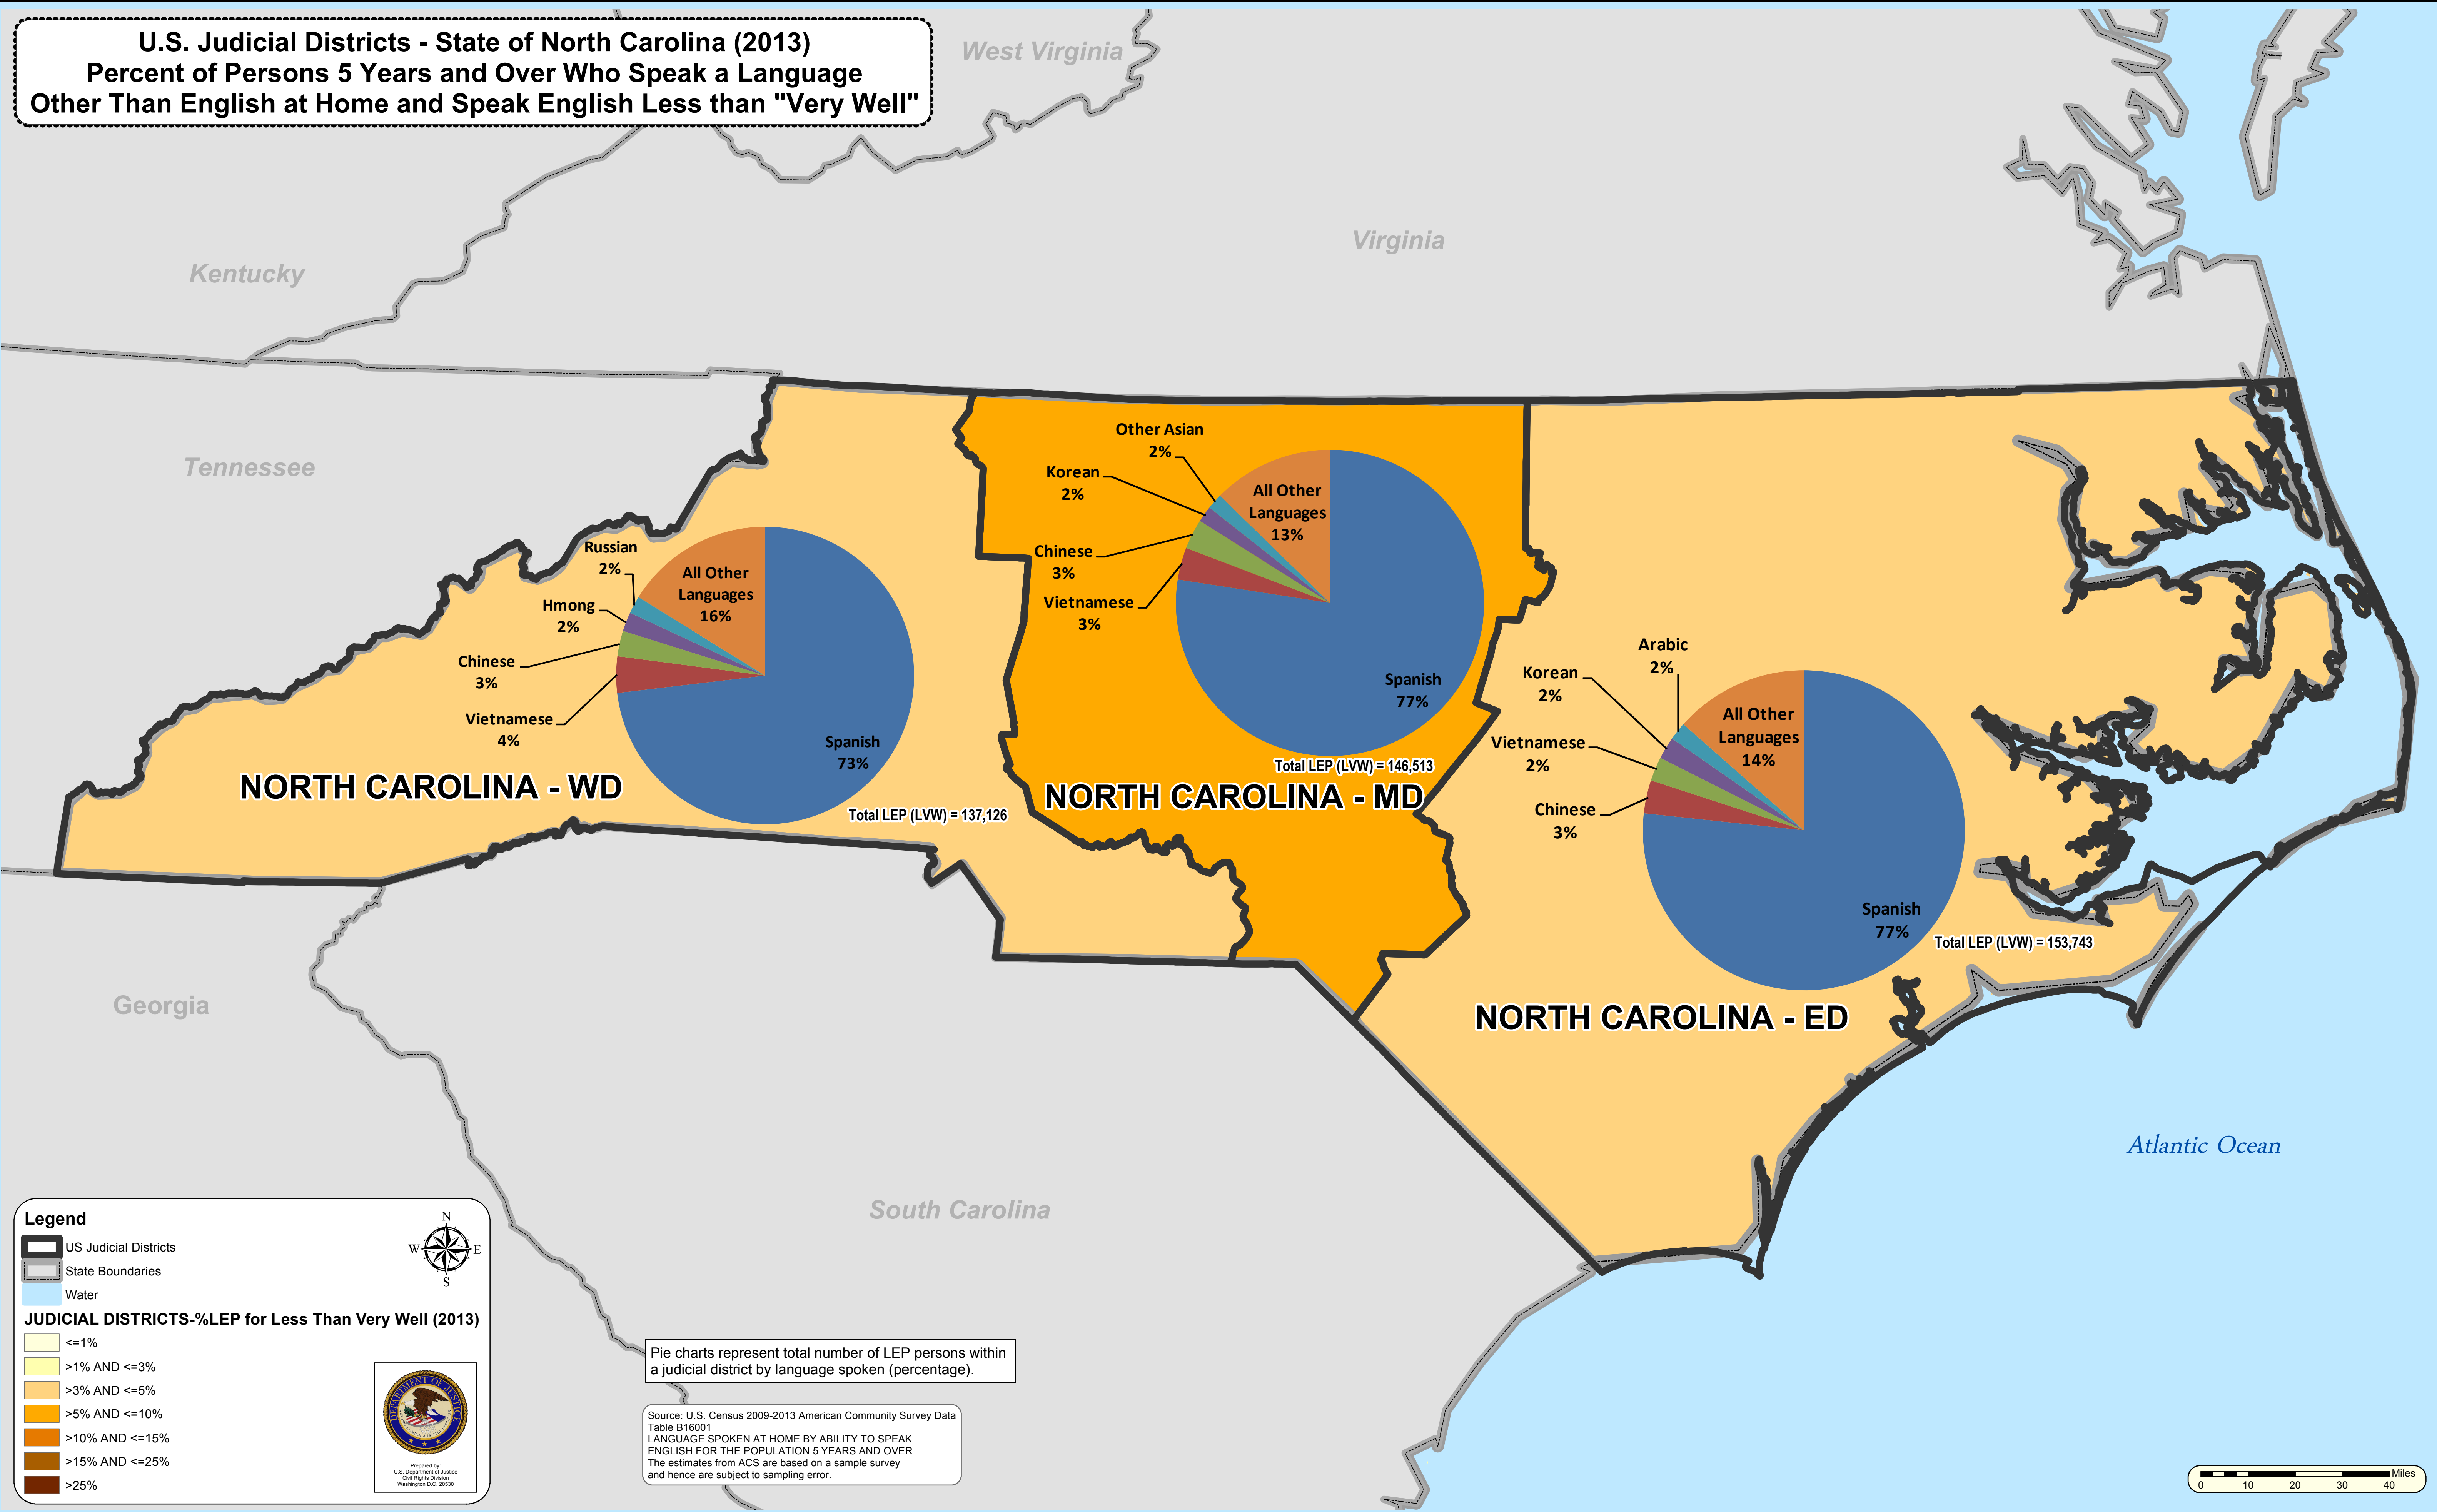 U.S. Judicial Districts - State of North Carolina (2013)
Percent of Persons 5 Years and Over Who Speak a Language
Other Than English at Home and Speak English Less than "Very Well"
West Virginia
Virginia
Kentucky
Tennessee
Georgia
South Carolina
Atlantic Ocean
Russian
2%
Hmong
2%
Chinese
3%
Vietnamese
4%
All Other
Languages
16%
Spanish
73%
NORTH CAROLINA - WD
Total LEP (LVW) = 137,126
Other Asian
2%
Korean
2%
Chinese
3%
Vietnamese
3%
All Other
Languages
13%
Spanish
77%
Total LEP (LVW) = 146,513
NORTH CAROLINA - MD
Arabic
2%
Korean
2%
Vietnamese
2%
Chinese
3%
All Other
Languages
14%
Spanish
77%
Total LEP (LVW) = 153,743
NORTH CAROLINA - ED
Legend
US Judicial Districts
State Boundaries
Water
N
W
E
S
JUDICIAL DISTRICTS-%LEP for Less Than Very Well (2013)
<=1%
>1% AND <=3%
>3% AND <=5%
>5% AND <=10%
>10% AND <=15%
>15% AND <=25%
>25%
DEPARTMENT OF JUSTICE
Prepared by:
U.S. Department of Justice
Civil Rights Division
Washington D.C. 20530
Pie charts represent total number of LEP persons within
a judicial district by language spoken (percentage).
Source: U.S. Census 2009-2013 American Community Survey Data
Table B16001
LANGUAGE SPOKEN AT HOME BY ABILITY TO SPEAK
ENGLISH FOR THE POPULATION 5 YEARS AND OVER
The estimates from ACS are based on a sample survey
and hence are subject to sampling error.
Miles
0 10 20 30 40